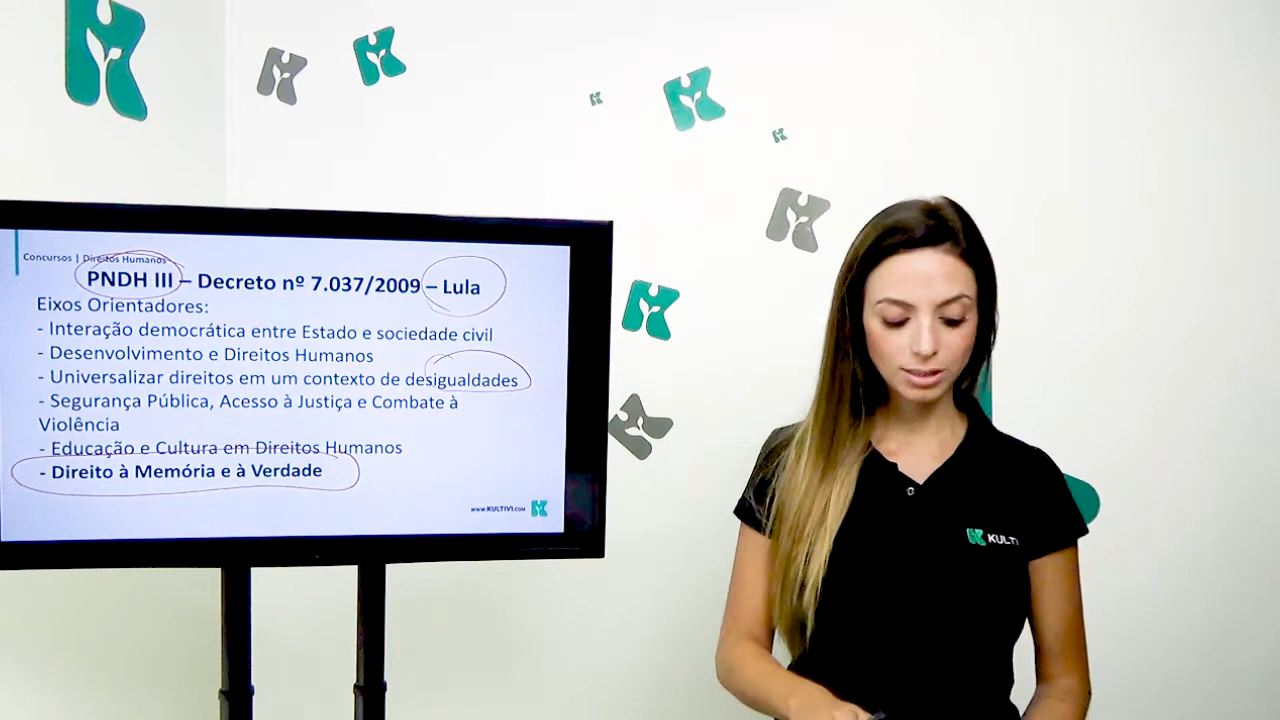 Concursos | Direitos Humanos
PNDH III – Decreto nº 7.037/2009 – Lula
Eixos Orientadores:
- Interação democrática entre Estado e sociedade civil
- Desenvolvimento e Direitos Humanos
- Universalizar direitos em um contexto de desigualdades
- Segurança Pública, Acesso à Justiça e Combate à
Violência
- Educação e Cultura em Direitos Humanos
- Direito à Memória e à Verdade
www.KULTIVI.com
KULTI